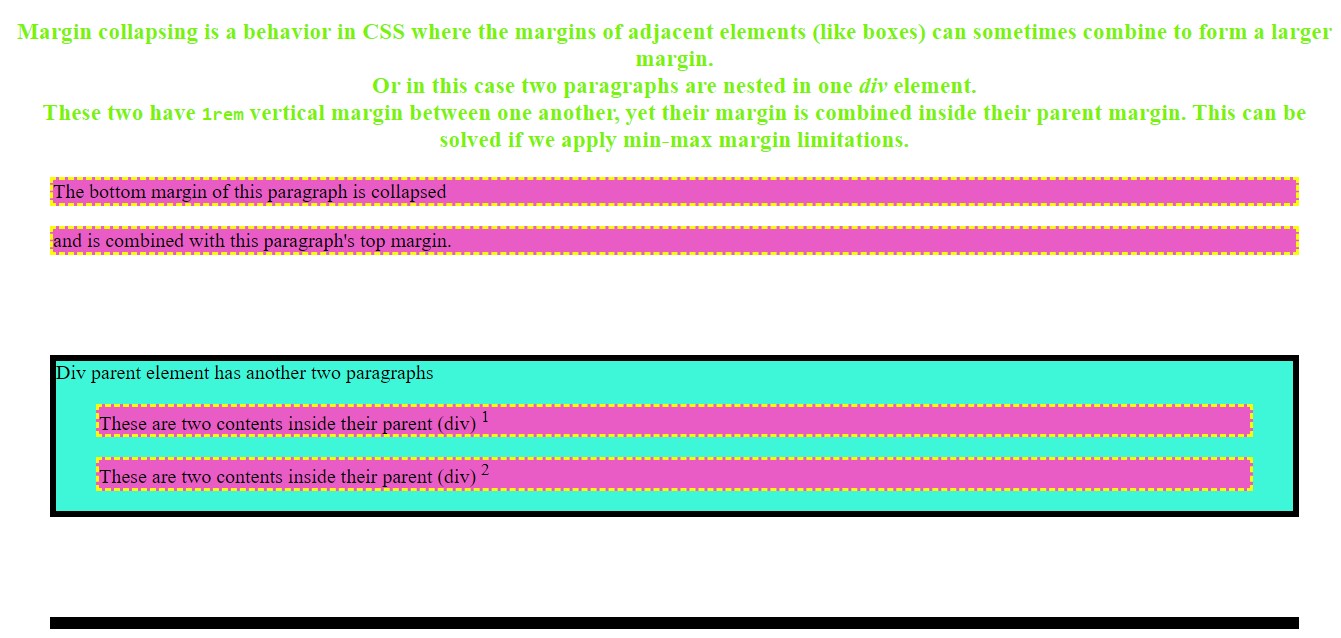 Margin collapsing is a behavior in CSS where the margins of adjacent elements (like boxes) can sometimes combine to form a larger
margin.
Or in this case two paragraphs are nested in one div element.
These two have 1rem vertical margin between one another, yet their margin is combined inside their parent margin. This can be
solved if we apply min-max margin limitations.
The bottom margin of this paragraph is collapsed
and is combined with this paragraph's top margin.
Div parent element has another two paragraphs
These are two contents inside their parent (div) 1
These are two contents inside their parent (div) 2